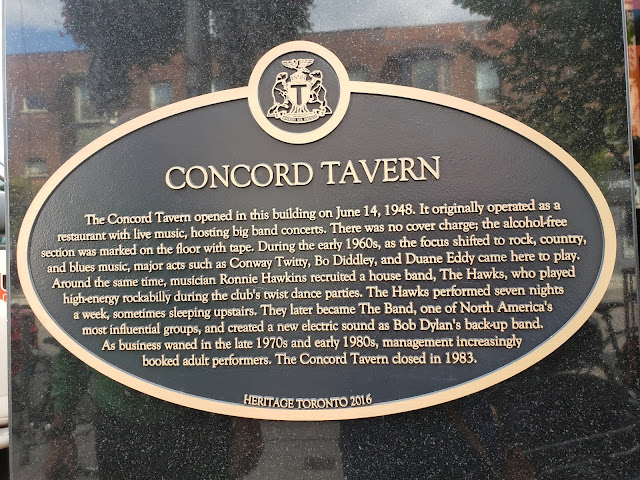 CONCORD TAVERN
The Concord Tavern opened in this building on June 14, 1948. It originally operated as a
restaurant with live music, hosting big band concerts. There was no cover charge; the alcohol-free
section was marked on the floor with tape. During the early 1960s, as the focus shifted to rock, country,
and blues music, major acts such as Conway Twitty, Bo Diddley, and Duane Eddy came here to play.
Around the same time, musician Ronnie Hawkins recruited a house band, The Hawks, who played
high-energy rockabilly during the club's twist dance parties. The Hawks performed seven nights
a week, sometimes sleeping upstairs. They later became The Band, one of North America's
most influential groups, and created a new electric sound as Bob Dylan's back-up band.
As business waned in the late 1970s and early 1980s, management increasingly
booked adult performers. The Concord Tavern closed in 1983.
HERITAGE TORONTO 2016